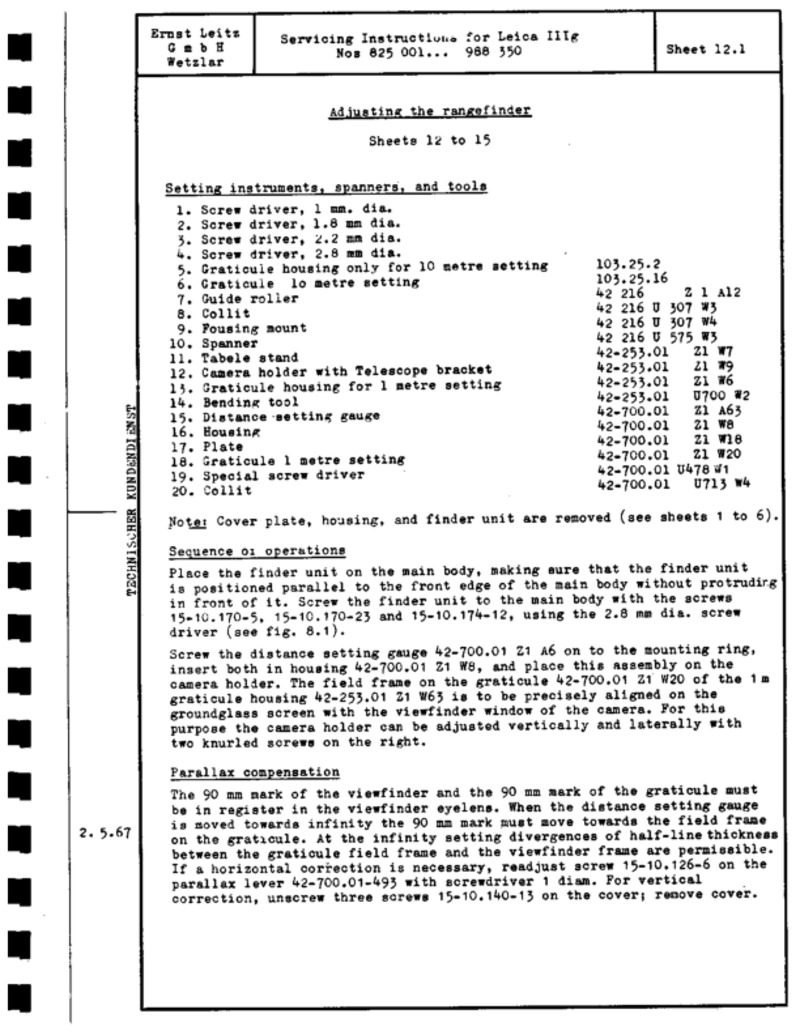 Ernst Leitz
G m b H
Wetzlar
Servicing Instructions for Leica IIIg
Nos 825 001... 988 350
Sheet 12.1
Adjusting the rangefinder
Sheets 12 to 15
Setting instruments, spanners, and tools
1. Screw driver, 1 mm. dia.
2. Screw driver, 1.8 mm dia.
3. Screw driver, 2.2 mm dia.
4. Screw driver, 2.8 mm dia.
5. Graticule housing only for 10 metre setting 103.25.2
6. Graticule lo metre setting 103.25.16
7. Guide roller 42 216 Z 1 A12
8. Collit 42 216 U 307 W3
9. Fousing mount 42 216 U 307 W4
10. Spanner 42 216 U 575 W3
11. Tabele stand 42-253.01 Z1 W7
12. Camera holder with Telescope bracket 42-253.01 Z1 W9
13. Graticule housing for 1 metre setting 42-253.01 Z1 W6
14. Bending tool 42-253.01 U700 W2
15. Distance setting gauge 42-700.01 Z1 A63
16. Housing 42-700.01 Z1 W8
17. Plate 42-700.01 Z1 W18
18. Graticule 1 metre setting 42-700.01 Z1 W20
19. Special screw driver 42-700.01 U478 W1
20. Collit 42-700.01 U713 W4
Note: Cover plate, housing, and finder unit are removed (see sheets 1 to 6).
Sequence of operations
Place the finder unit on the main body, making sure that the finder unit
is positioned parallel to the front edge of the main body without protruding
in front of it. Screw the finder unit to the main body with the screws
15-10.170-5, 15-10.170-23 and 15-10.174-12, using the 2.8 mm dia. screw
driver (see fig. 8.1).
Screw the distance setting gauge 42-700.01 Z1 A6 on to the mounting ring,
insert both in housing 42-700.01 Z1 W8, and place this assembly on the
camera holder. The field frame on the graticule 42-700.01 Z1 W20 of the 1 m
graticule housing 42-253.01 Z1 W63 is to be precisely aligned on the
groundglass screen with the viewfinder window of the camera. For this
purpose the camera holder can be adjusted vertically and laterally with
two knurled screws on the right.
Parallax compensation
The 90 mm mark of the viewfinder and the 90 mm mark of the graticule must
be in register in the viewfinder eyelens. When the distance setting gauge
is moved towards infinity the 90 mm mark must move towards the field frame
on the graticule. At the infinity setting divergences of half-line thickness
between the graticule field frame and the viewfinder frame are permissible.
If a horizontal correction is necessary, readjust screw 15-10.126-6 on the
parallax lever 42-700.01-493 with screwdriver 1 diam. For vertical
correction, unscrew three screws 15-10.140-13 on the cover; remove cover.
TECHNISCHER KUNDENDIENST
2. 5.67